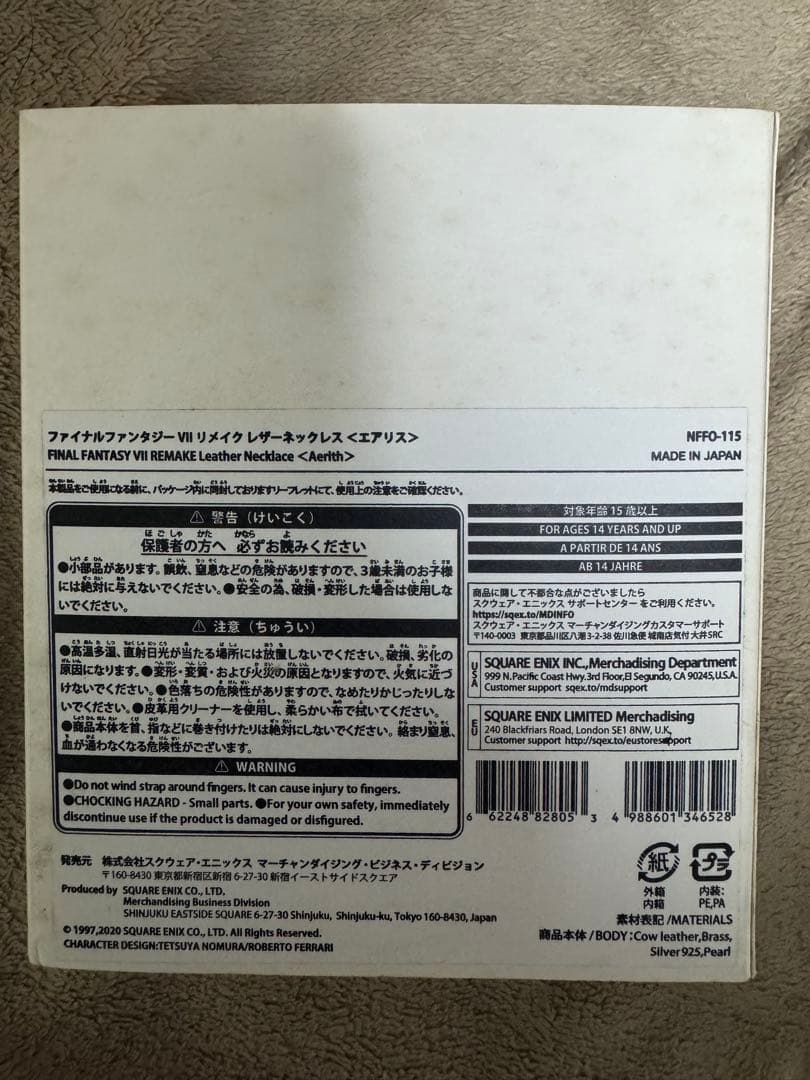 ファイナルファンタジー VII リメイク レザーネックレス <エアリス>
NFFO-115
FINAL FANTASY VII REMAKE Leather Necklace <Aerith>
MADE IN JAPAN
本製品をご使用になる前に、パッケージ内に同封しておりますリーフレットにて、使用上の注意をご確認ください。
⚠ 警告（けいこく）
保護者の方へ 必ずお読みください
●小部品があります。誤飲、窒息などの危険がありますので、3歳未満のお子様
には絶対に与えないでください。●安全の為、破損・変形した場合は使用しな
いでください。
⚠ 注意（ちゅうい）
●高温多湿、直射日光が当たる場所には放置しないでください。破損、劣化の
原因になります。●変形・変質・および火災の原因となりますので、火気に近づ
けないでください。●色落ちの危険性がありますので、なめたりかじったりし
ないでください。●皮革用クリーナーを使用し、柔らかい布で拭いてください。
●商品本体を首、指などに巻き付けたりは絶対にしないでください。絡まり窒息、
血が通わなくなる危険性がございます。
⚠ WARNING
●Do not wind strap around fingers. It can cause injury to fingers.
●CHOCKING HAZARD - Small parts. ●For your own safety, immediately
discontinue use if the product is damaged or disfigured.
対象年齢 15 歳以上
FOR AGES 14 YEARS AND UP
A PARTIR DE 14 ANS
AB 14 JAHRE
商品に関して不都合な点がございましたら
スクウェア・エニックス サポートセンター をご利用ください。
https://sqex.to/MDINFO
スクウェア・エニックス マーチャンダイジングカスタマーサポート
〒140-0003 東京都品川区八潮3-2-38 佐川急便 城南店気付 大井SRC
USA
SQUARE ENIX INC.,Merchandising Department
999 N.Pacific Coast Hwy.3rd Floor,El Segundo, CA 90245,U.S.A.
Customer support sqex.to/mdsupport
EU
SQUARE ENIX LIMITED Merchandising
240 Blackfriars Road, London SE1 8NW, U.K,
Customer support http://sqex.to/eustoresupport
6 62248 82805 3
4 988601 346528
発売元 株式会社スクウェア・エニックス マーチャンダイジング・ビジネス・ディビジョン
〒160-8430 東京都新宿区新宿 6-27-30 新宿イーストサイドスクエア
Produced by SQUARE ENIX CO., LTD.
Merchandising Business Division
SHINJUKU EASTSIDE SQUARE 6-27-30 Shinjuku, Shinjuku-ku, Tokyo 160-8430, Japan
© 1997,2020 SQUARE ENIX CO., LTD. All Rights Reserved.
CHARACTER DESIGN:TETSUYA NOMURA/ROBERTO FERRARI
紙
プラ
外箱
内箱
内装:
PE,PA
素材表記 /MATERIALS
商品本体 / BODY : Cow leather,Brass,
Silver925,Pearl